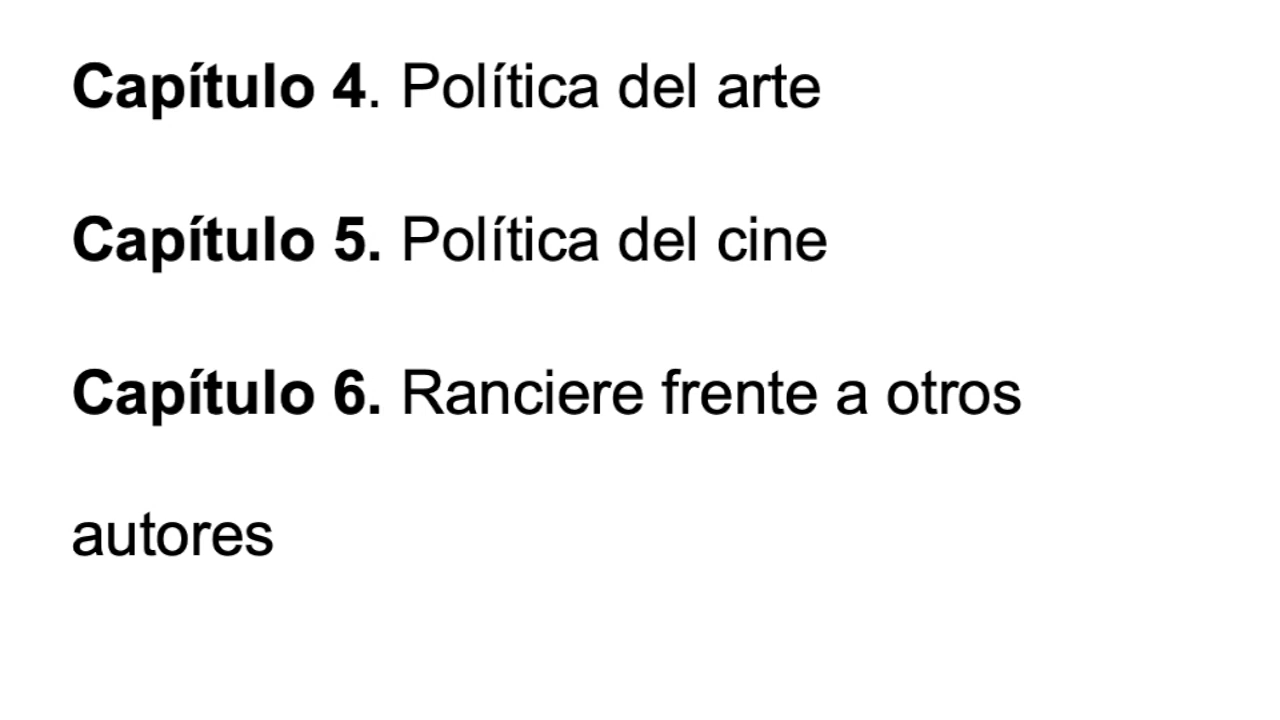 Capítulo 4. Política del arte
Capítulo 5. Política del cine
Capítulo 6. Ranciere frente a otros
autores